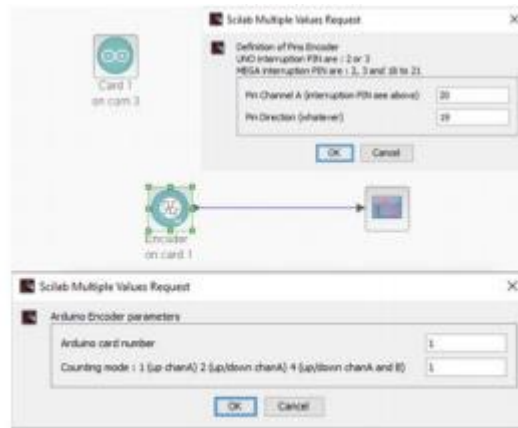 Scilab Multiple Values Request
Definition of Pins Encoder
UNO interruption PIN are : 2 or 3
MEGA interruption PIN are : 2, 3 and 18 to 21
Pin Channel A (interruption PIN see above)
20
Pin Direction (whatever)
19
OK
Cancel
Card 1
on com 3
Encoder
on card 1
Scilab Multiple Values Request
Arduino Encoder parameters
Arduino card number
1
Counting mode : 1 (up chanA) 2 (up/down chanA) 4 (up/down chanA and B)
1
OK
Cancel